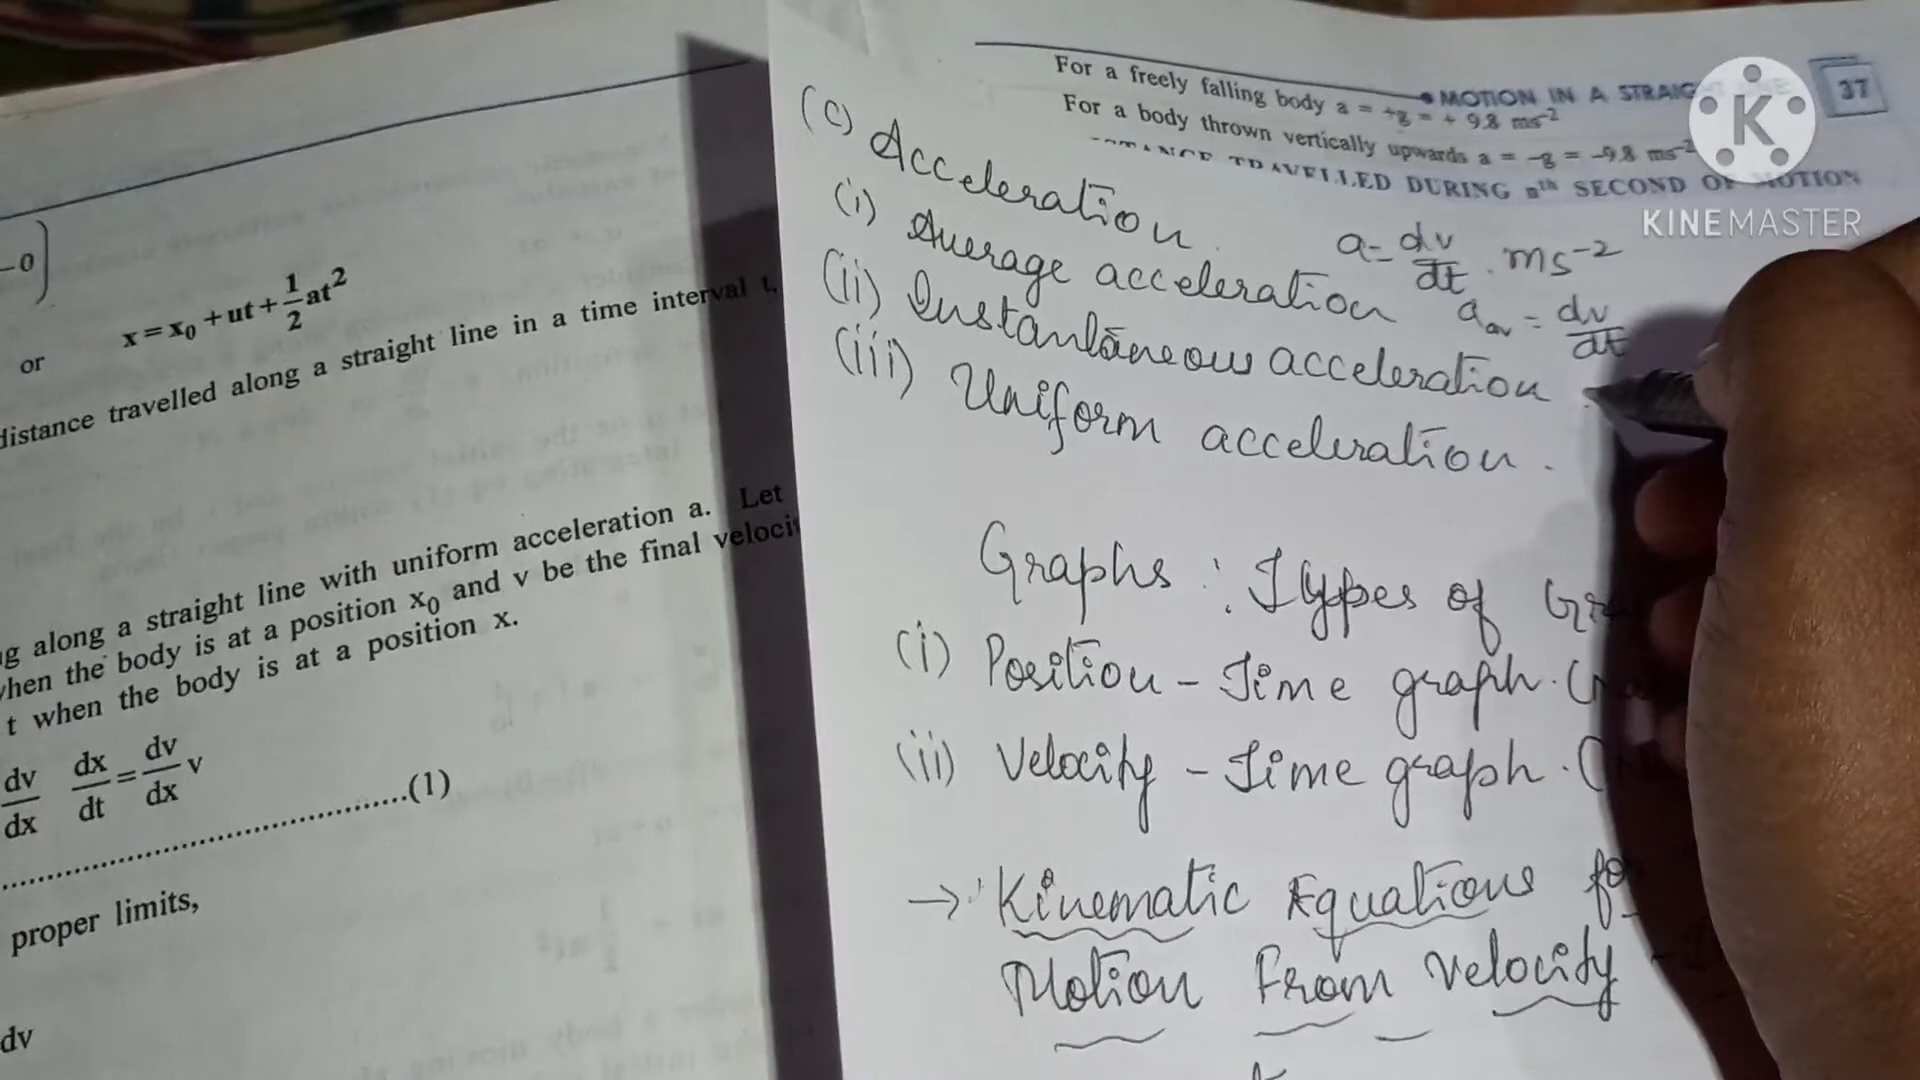 -0)
or
x = x₀ + ut + 1/2 at²
distance travelled along a straight line in a time interval t,
along a straight line with uniform acceleration a. Let
when the body is at a position x₀ and v be the final
t when the body is at a position x.
dv/dx dx/dt = dv/dx v
..............................(1)
proper limits,
dv
MOTION IN A
37
For a freely falling body a = +g = + 9.8 ms⁻²
For a body thrown vertically upwards a = -g = -9.8 ms⁻²
TRAVELLED DURING nth SECOND OF MOTION
K
KINEMASTER
(c) Acceleration.
a = dv/dt . ms⁻²
(i) Average acceleration a_av = dv/dt
(ii) Instantaneous acceleration
(iii) Uniform acceleration.
Graphs : Types of
(i) Position - Time graph. (
(ii) Velocity - Time graph. (
→ Kinematic Equations
Motion From Velocity -